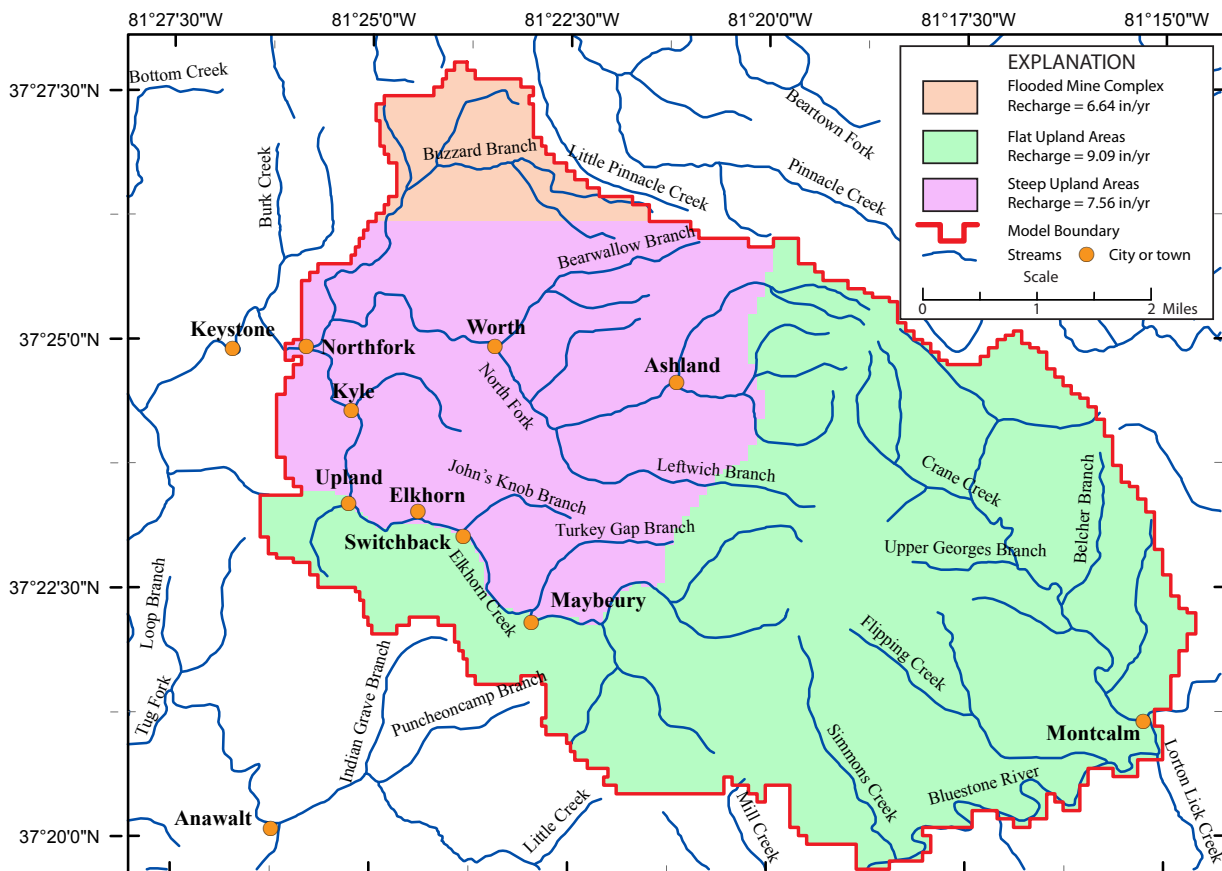 81°27'30"W
81°25'00"W
81°22'30"W
81°20'00"W
81°17'30"W
81°15'00"W
37°27'30"N
37°25'00"N
37°22'30"N
37°20'00"N
EXPLANATION
Flooded Mine Complex
Recharge = 6.64 in/yr
Flat Upland Areas
Recharge = 9.09 in/yr
Steep Upland Areas
Recharge = 7.56 in/yr
Model Boundary
Streams
City or town
Scale
0
1
2
Miles
Bottom Creek
Burk Creek
Buzzard Branch
Little Pinnacle Creek
Beartown Fork
Pinnacle Creek
Bearwallow Branch
Keystone
Northfork
Worth
Ashland
Kyle
North Fork
Upland
Elkhorn
Switchback
John's Knob Branch
Leftwich Branch
Turkey Gap Branch
Crane Creek
Belcher Branch
Upper Georges Branch
Elkhorn Creek
Maybeury
Loop Branch
Tug Fork
Indian Grave Branch
Puncheoncamp Branch
Flipping Creek
Simmons Creek
Montcalm
Bluestone River
Lorton Lick Creek
Anawalt
Little Creek
Mill Creek